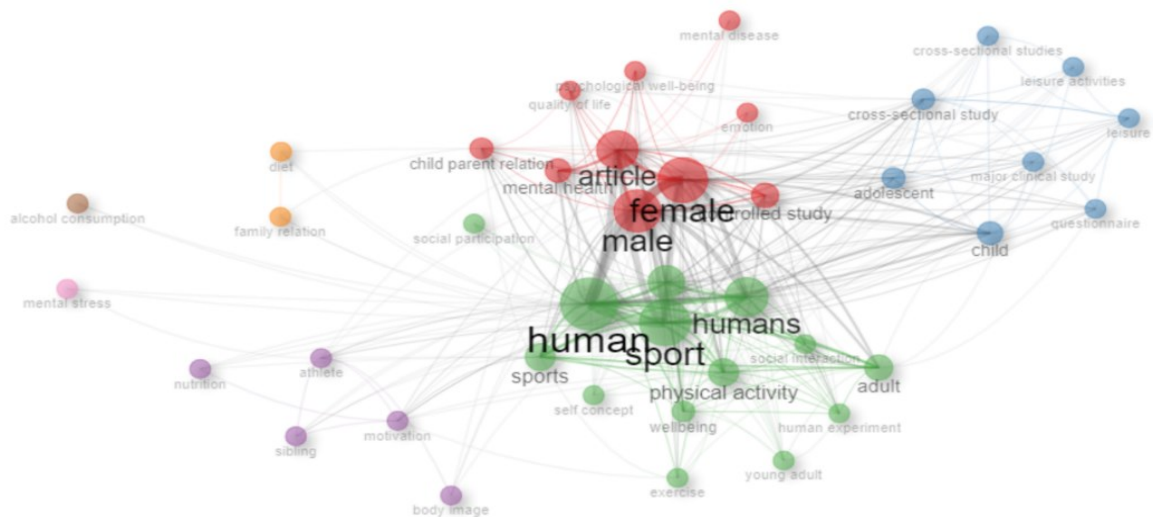 mental disease
cross-sectional studies
leisure activities
psychological well-being
quality of life
cross-sectional study
emotion
leisure
child parent relation
diet
article
major clinical study
mental health
adolescent
alcohol consumption
female
rolled study
questionnaire
family relation
social participation
male
child
mental stress
humans
human
sport
social interaction
athlete
sports
nutrition
physical activity
adult
self concept
wellbeing
human experiment
motivation
sibling
young adult
exercise
body image